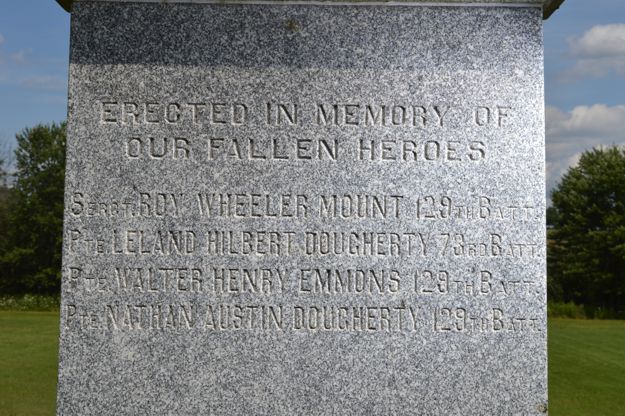 ERECTED IN MEMORY OF
OUR FALLEN HEROES
SERGT. ROY WHEELER MOUNT 129TH BATT.
PTE. LELAND HILBERT DOUGHERTY 73RD BATT.
PTE. WALTER HENRY EMMONS 129TH BATT.
PTE. NATHAN AUSTIN DOUGHERTY 129TH BATT.